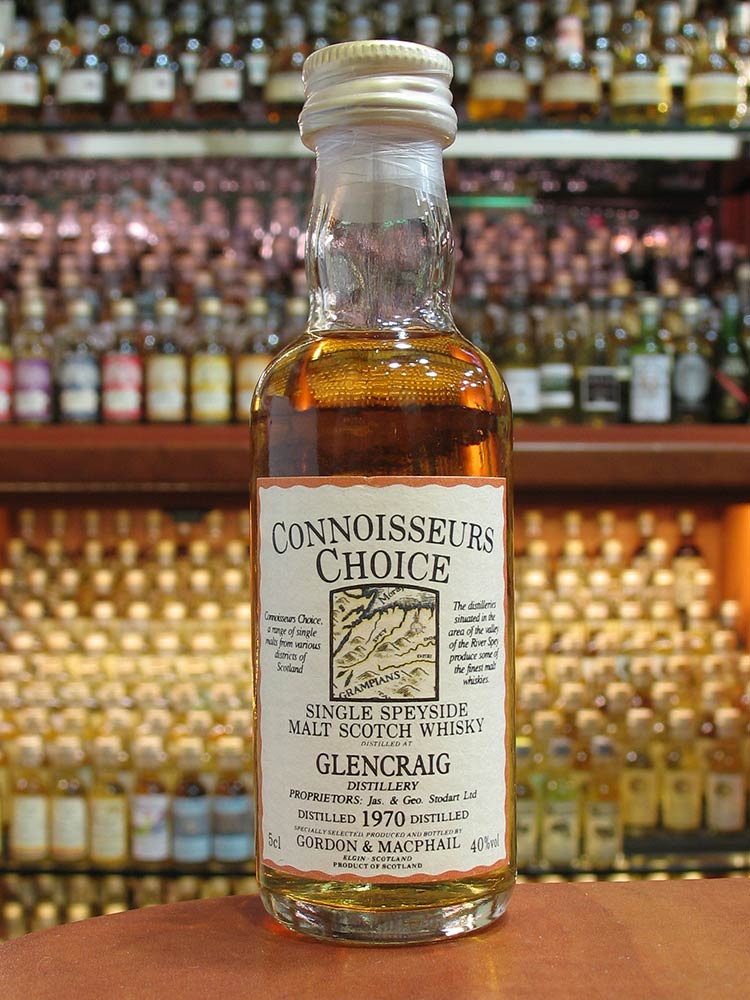 CONNOISSEURS
CHOICE
Connoisseurs Choice,
a range of single
malts from various
districts of
Scotland
Moray
GRAMPIANS
The distilleries
situated in the
area of the valley
of the River Spey
produce some of
the finest malt
whiskies.
SINGLE SPEYSIDE
MALT SCOTCH WHISKY
DISTILLED AT
GLENCRAIG
DISTILLERY
PROPRIETORS: Jas. & Geo. Stodart Ltd
DISTILLED 1970 DISTILLED
SPECIALLY SELECTED, PRODUCED AND BOTTLED BY
5cl GORDON & MACPHAIL 40%vol
ELGIN · SCOTLAND
PRODUCT OF SCOTLAND